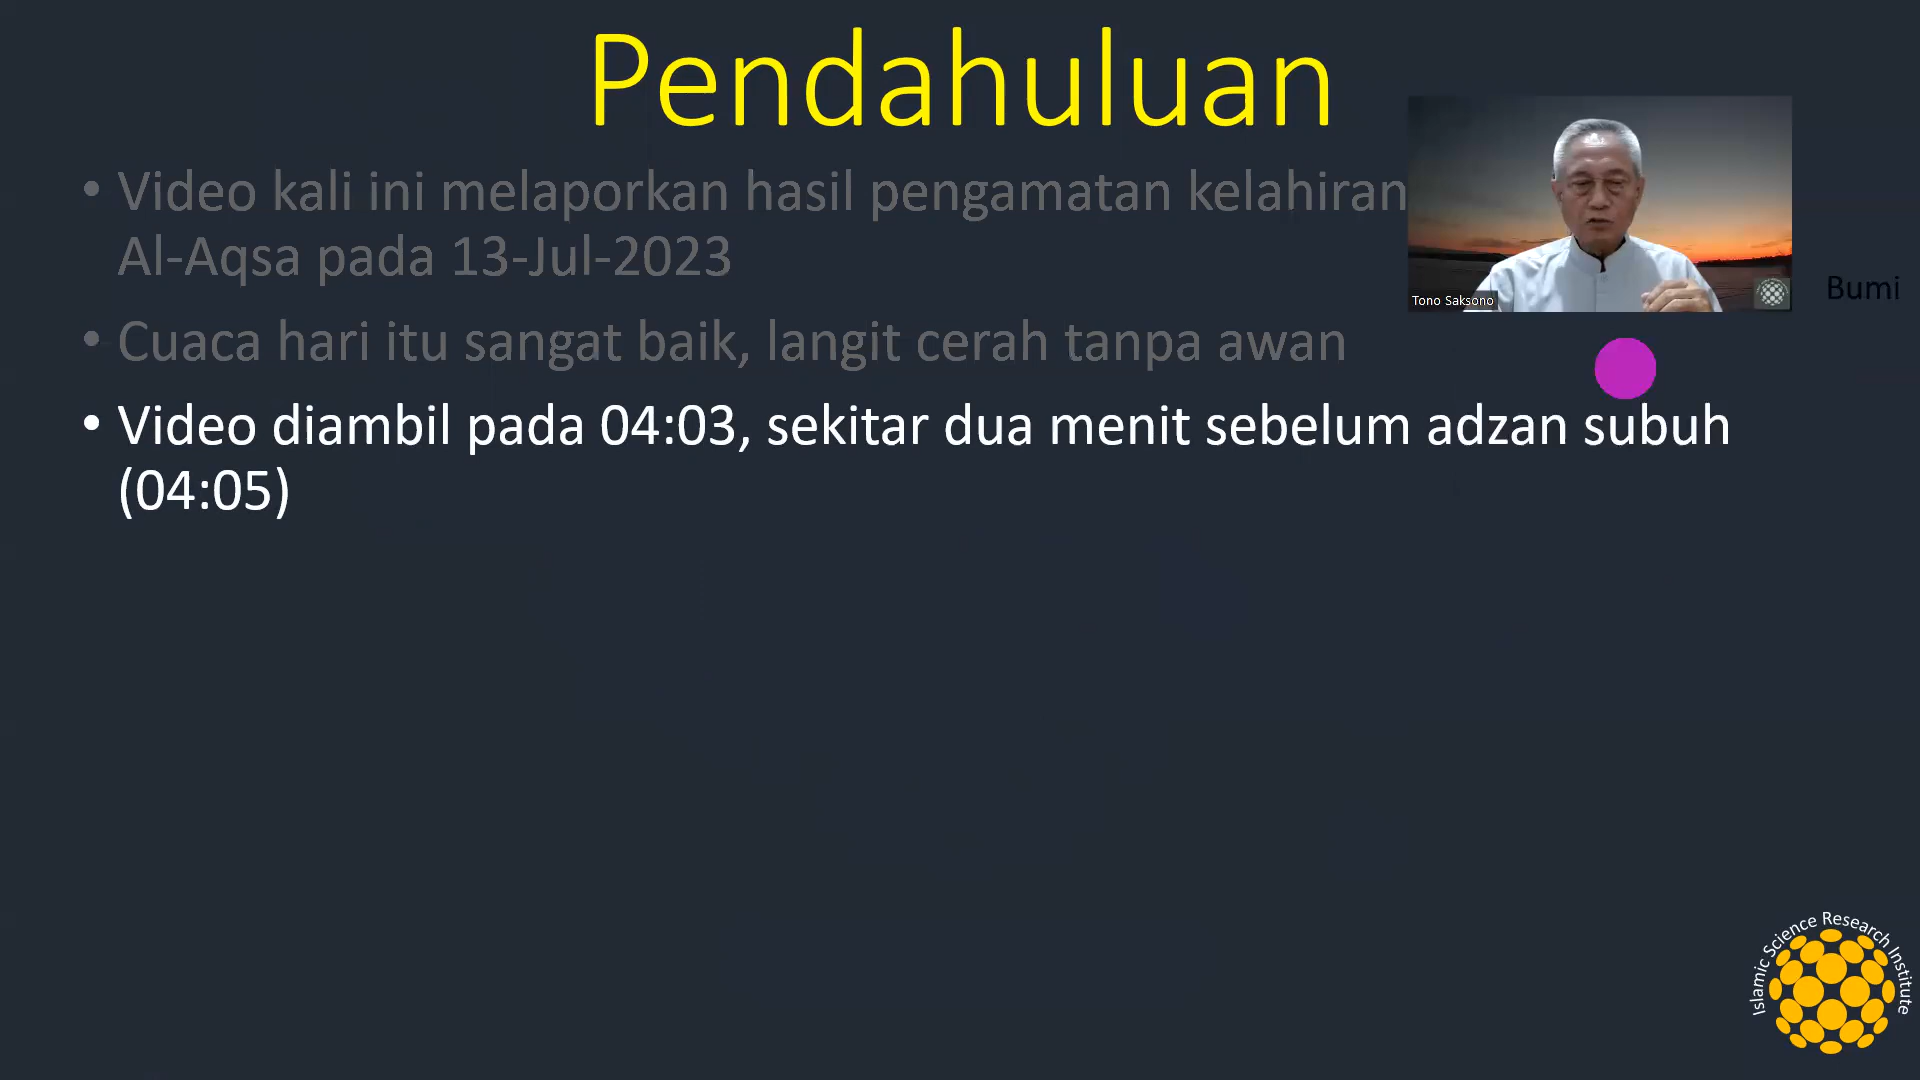 Pendahuluan
• Video kali ini melaporkan hasil pengamatan kelahiran
Al-Aqsa pada 13-Jul-2023
Tono Saksono
Bumi
• Cuaca hari itu sangat baik, langit cerah tanpa awan
• Video diambil pada 04:03, sekitar dua menit sebelum adzan subuh
(04:05)
Islamic Science Research Institute